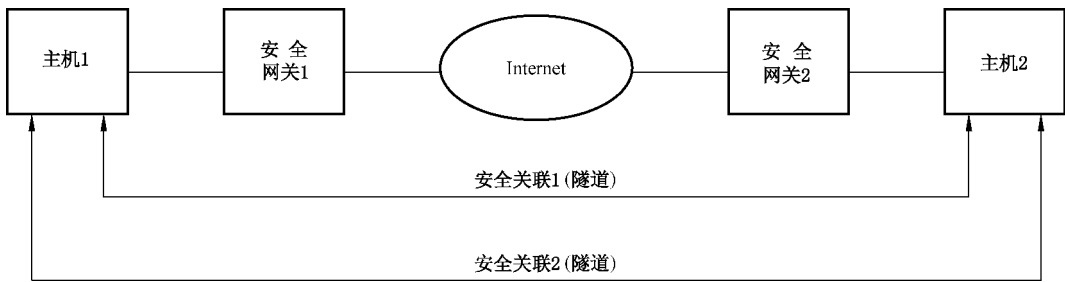 主机1
安 全
网关1
Internet
安 全
网关2
主机2
安全关联1(隧道)
安全关联2(隧道)